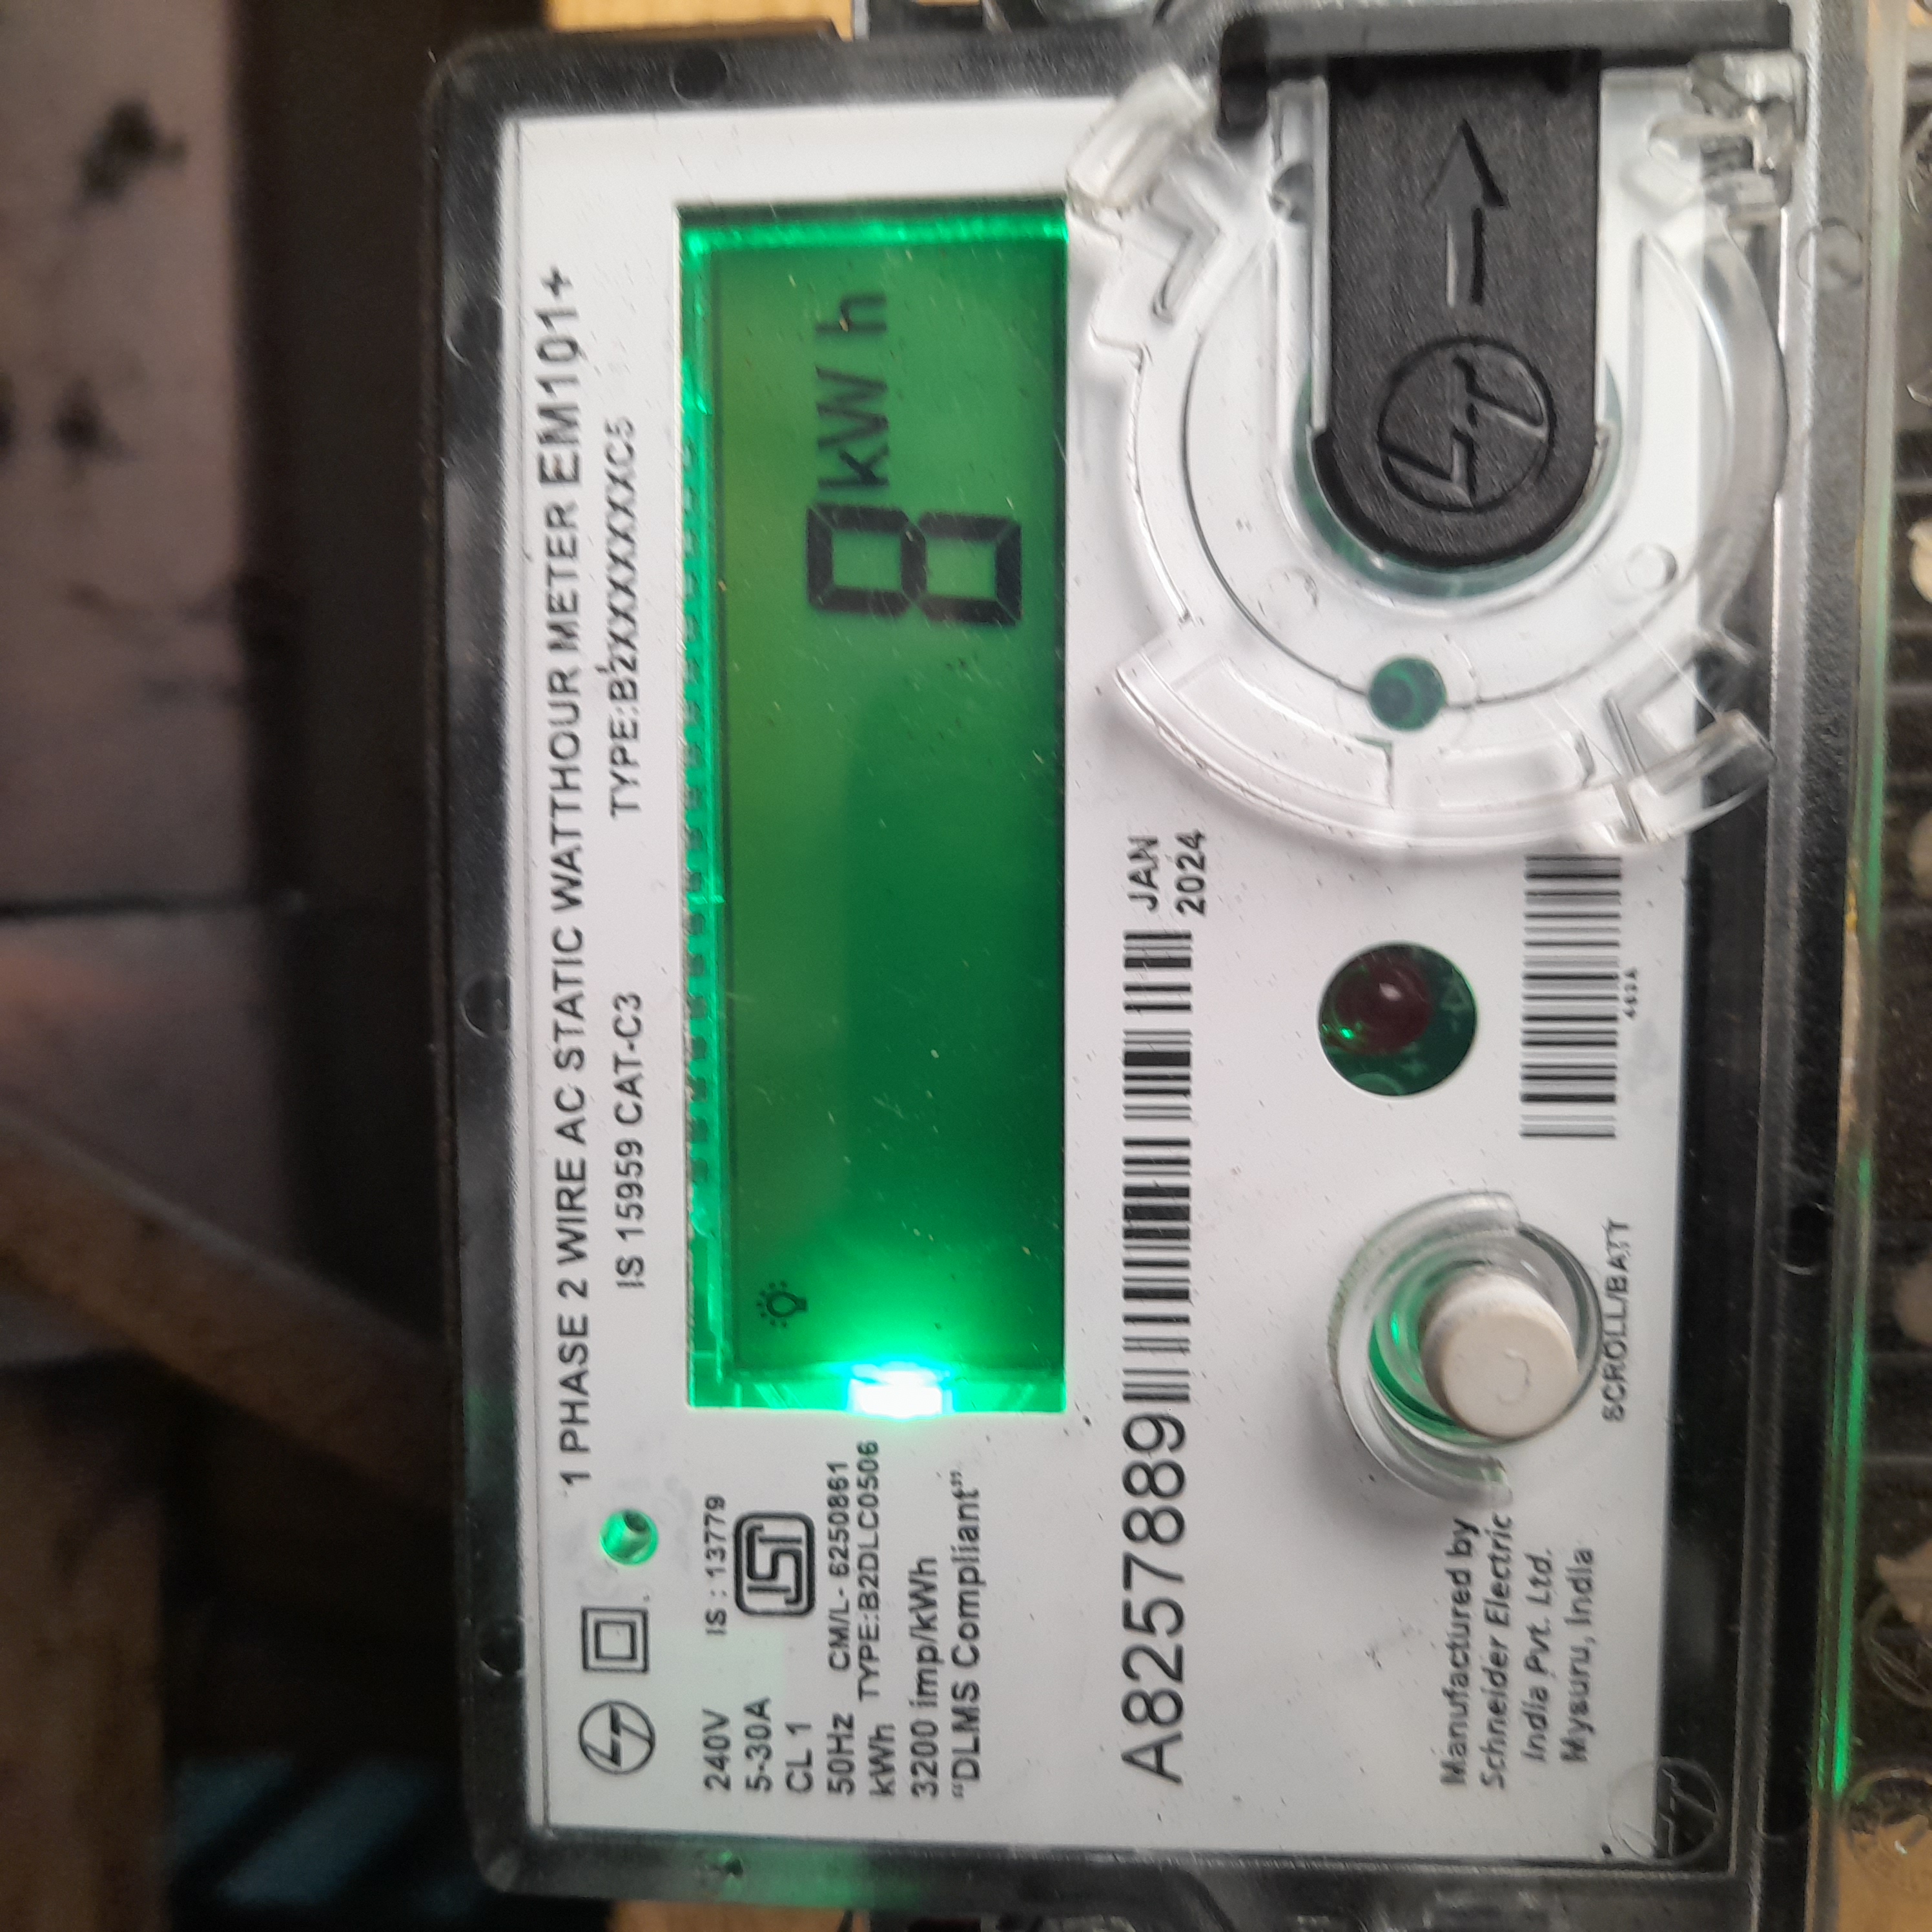 1 PHASE 2 WIRE AC STATIC WATTHOUR METER EM101+
IS 15959 CAT-C3 TYPE:B2XXXXXXXC5
240V IS : 13779
5-30A
CL 1
50Hz CM/L- 6250861
kWh TYPE:B2DLC0506
3200 imp/kWh
"DLMS Compliant"
8 kW h
A8257889
JAN
2024
Manufactured by
Schneider Electric
India Pvt. Ltd.
Mysuru, India
SCROLL/BATT